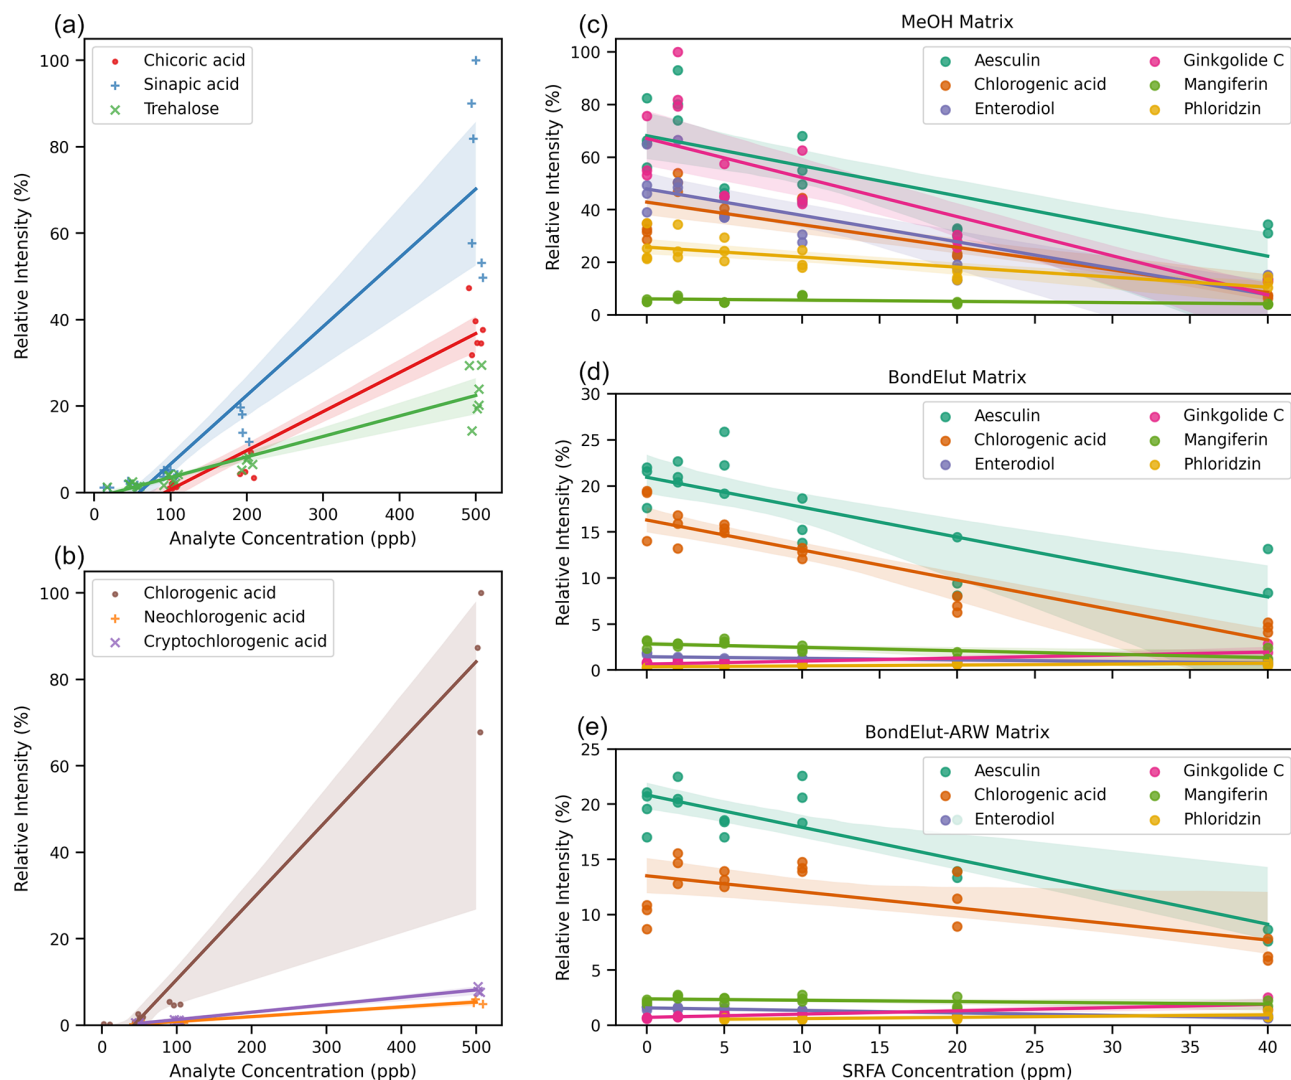 (a)
100
80
60
40
20
0
Relative Intensity (%)
Chicoric acid
Sinapic acid
Trehalose
0
100
200
300
400
500
Analyte Concentration (ppb)
(b)
100
80
60
40
20
0
Relative Intensity (%)
Chlorogenic acid
Neochlorogenic acid
Cryptochlorogenic acid
0
100
200
300
400
500
Analyte Concentration (ppb)
(c)
MeOH Matrix
100
80
60
40
20
0
Relative Intensity (%)
Aesculin
Chlorogenic acid
Enterodiol
Ginkgolide C
Mangiferin
Phloridzin
(d)
BondElut Matrix
30
25
20
15
10
5
0
Relative Intensity (%)
Aesculin
Chlorogenic acid
Enterodiol
Ginkgolide C
Mangiferin
Phloridzin
(e)
BondElut-ARW Matrix
25
20
15
10
5
0
Relative Intensity (%)
Aesculin
Chlorogenic acid
Enterodiol
Ginkgolide C
Mangiferin
Phloridzin
0
5
10
15
20
25
30
35
40
SRFA Concentration (ppm)